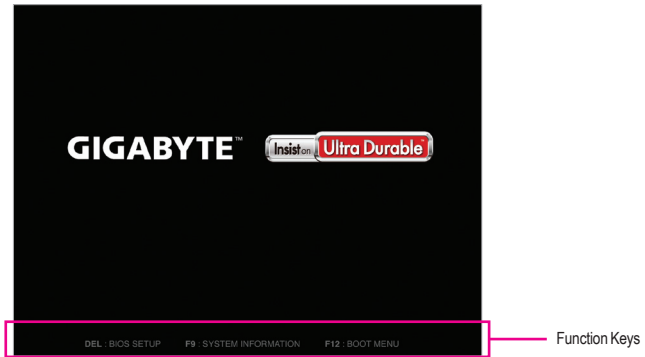 GIGABYTE™ Insist on Ultra Durable™
DEL : BIOS SETUP F9 : SYSTEM INFORMATION F12 : BOOT MENU
Function Keys